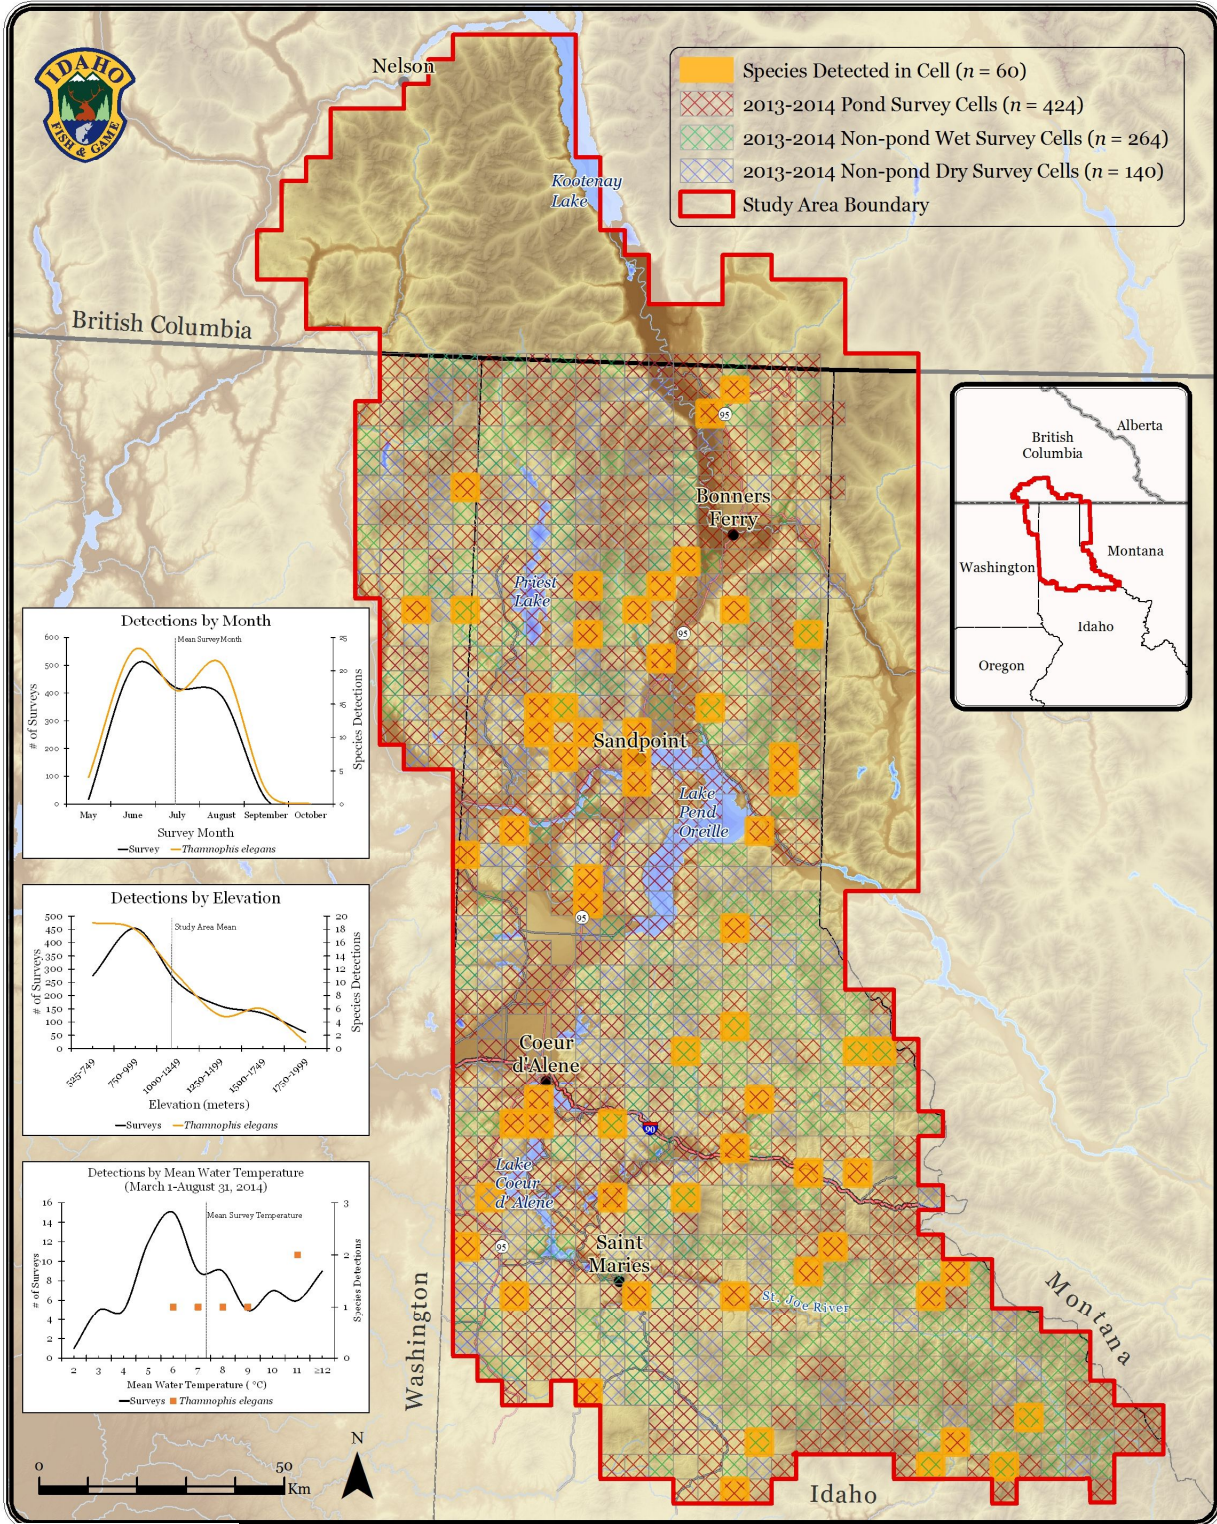 IDAHO
FISH & GAME
Nelson
Species Detected in Cell (n = 60)
2013-2014 Pond Survey Cells (n = 424)
2013-2014 Non-pond Wet Survey Cells (n = 264)
2013-2014 Non-pond Dry Survey Cells (n = 140)
Study Area Boundary
Kootenay
Lake
British Columbia
95
Bonners
Ferry
Priest
Lake
95
Sandpoint
Lake
Pend
Oreille
95
Coeur
d'Alene
90
Lake
Coeur
d'Alene
95
Saint
Maries
St. Joe River
Washington
Montana
Idaho
British
Columbia
Alberta
Washington
Montana
Idaho
Oregon
Detections by Month
600
500
400
300
200
100
0
# of Surveys
Mean Survey Month
25
20
15
10
5
0
Species Detections
May June July August September October
Survey Month
Survey Thamnophis elegans
Detections by Elevation
500
450
400
350
300
250
200
150
100
50
0
# of Surveys
Study Area Mean
20
18
16
14
12
10
8
6
4
2
0
Species Detections
525-749 750-999 1000-1249 1250-1499 1500-1749 1750-1999
Elevation (meters)
Surveys Thamnophis elegans
Detections by Mean Water Temperature
(March 1-August 31, 2014)
16
14
12
10
8
6
4
2
0
# of Surveys
Mean Survey Temperature
3
2
1
0
Species Detections
2 3 4 5 6 7 8 9 10 11 ≥12
Mean Water Temperature ( °C)
Surveys Thamnophis elegans
0 50
Km
N